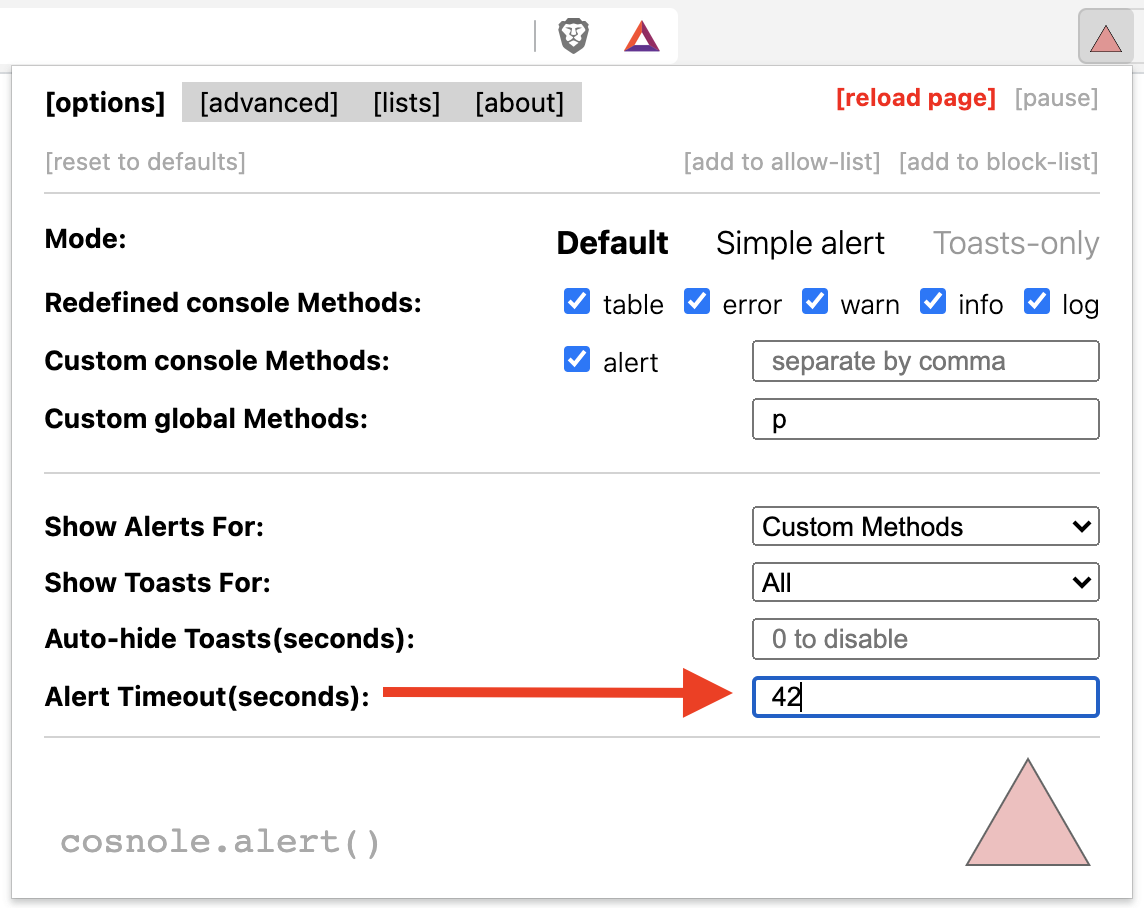 [options] [advanced] [lists] [about] [reload page] [pause]
[reset to defaults] [add to allow-list] [add to block-list]
Mode: Default Simple alert Toasts-only
Redefined console Methods: table error warn info log
Custom console Methods: alert separate by comma
Custom global Methods: p
Show Alerts For: Custom Methods
Show Toasts For: All
Auto-hide Toasts(seconds): 0 to disable
Alert Timeout(seconds): 42
cosnole.alert()